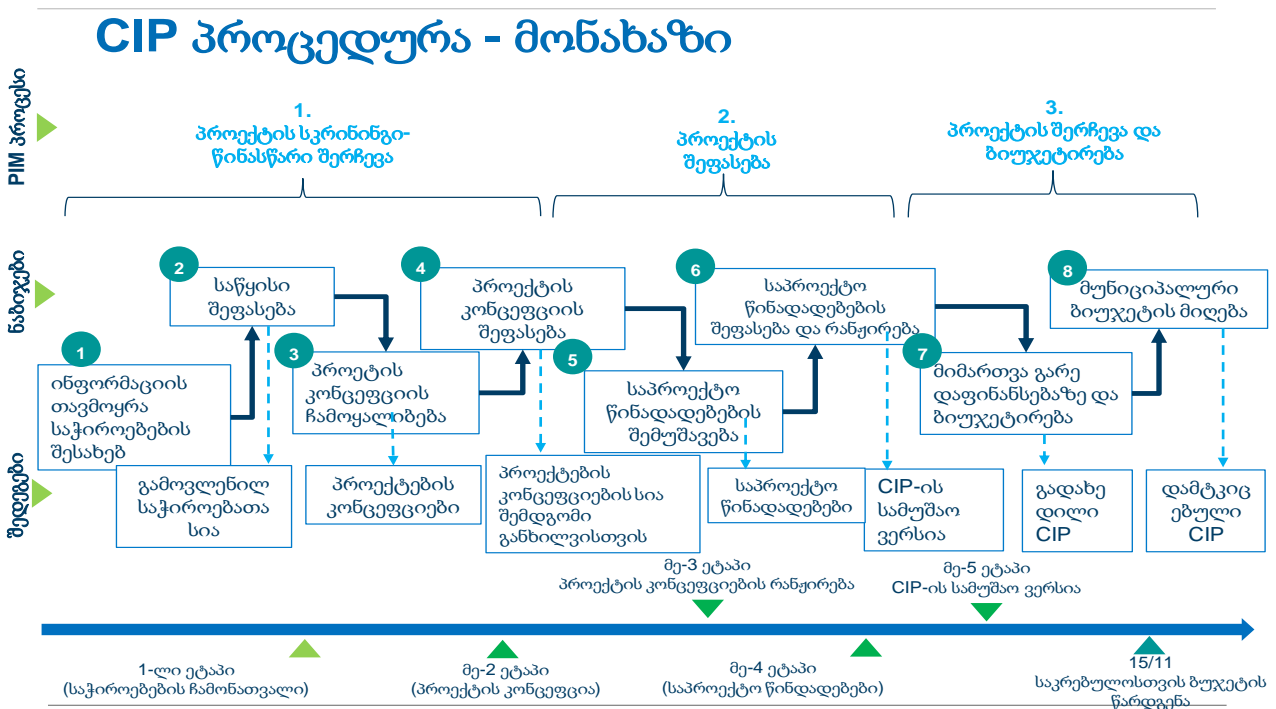 CIP პროცედურა - მონახაზი
PIM პროცესი
1.
პროექტის სკრინინგი-
წინასწარი შერჩევა
2.
პროექტის
შეფასება
3.
პროექტის შერჩევა და
ბიუჯეტირება
ნაბიჯები
1
ინფორმაციის
თავმოყრა
საჭიროებების
შესახებ
2
საწყისი
შეფასება
3
პროეტის
კონცეფციის
ჩამოყალიბება
4
პროექტის
კონცეფციის
შეფასება
5
საპროექტო
წინადადებების
შემუშავება
6
საპროექტო
წინადადებების
შეფასება და რანჟირება
7
მიმართვა გარე
დაფინანსებაზე და
ბიუჯეტირება
8
მუნიციპალური
ბიუჯეტის მიღება
შედეგები
გამოვლენილ
საჭიროებათა
სია
პროექტების
კონცეფციები
პროექტების
კონცეფციების სია
შემდგომი
განხილვისთვის
საპროექტო
წინადადებები
CIP-ის
სამუშაო
ვერსია
გადახე
დილი
CIP
დამტკიც
ებული
CIP
მე-3 ეტაპი
პროექტის კონცეფციების რანჟირება
მე-5 ეტაპი
CIP-ის სამუშაო ვერსია
1-ლი ეტაპი
(საჭიროებების ჩამონათვალი)
მე-2 ეტაპი
(პროექტის კონცეფცია)
მე-4 ეტაპი
(საპროექტო წინდადებები)
15/11
საკრებულოსთვის ბუჯეტის
წარდგენა